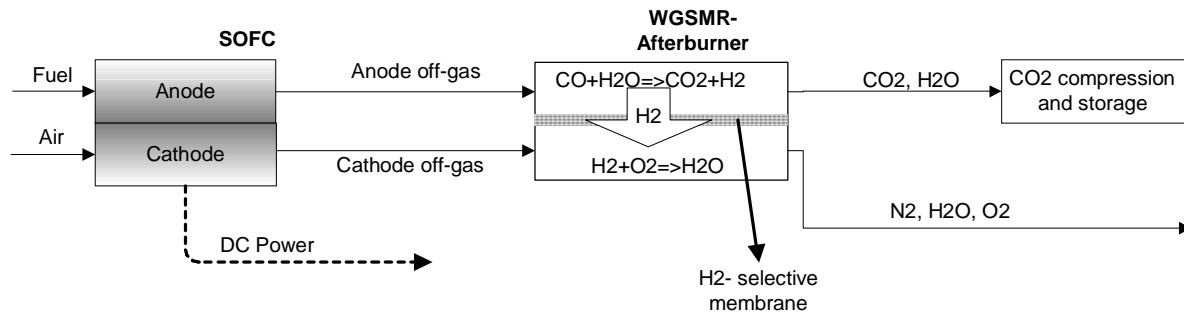 SOFC
WGSMR-
Afterburner
Fuel
Anode
Anode off-gas
CO+H2O=>CO2+H2
CO2, H2O
CO2 compression
and storage
H2
Air
Cathode
Cathode off-gas
H2+O2=>H2O
N2, H2O, O2
DC Power
H2- selective
membrane